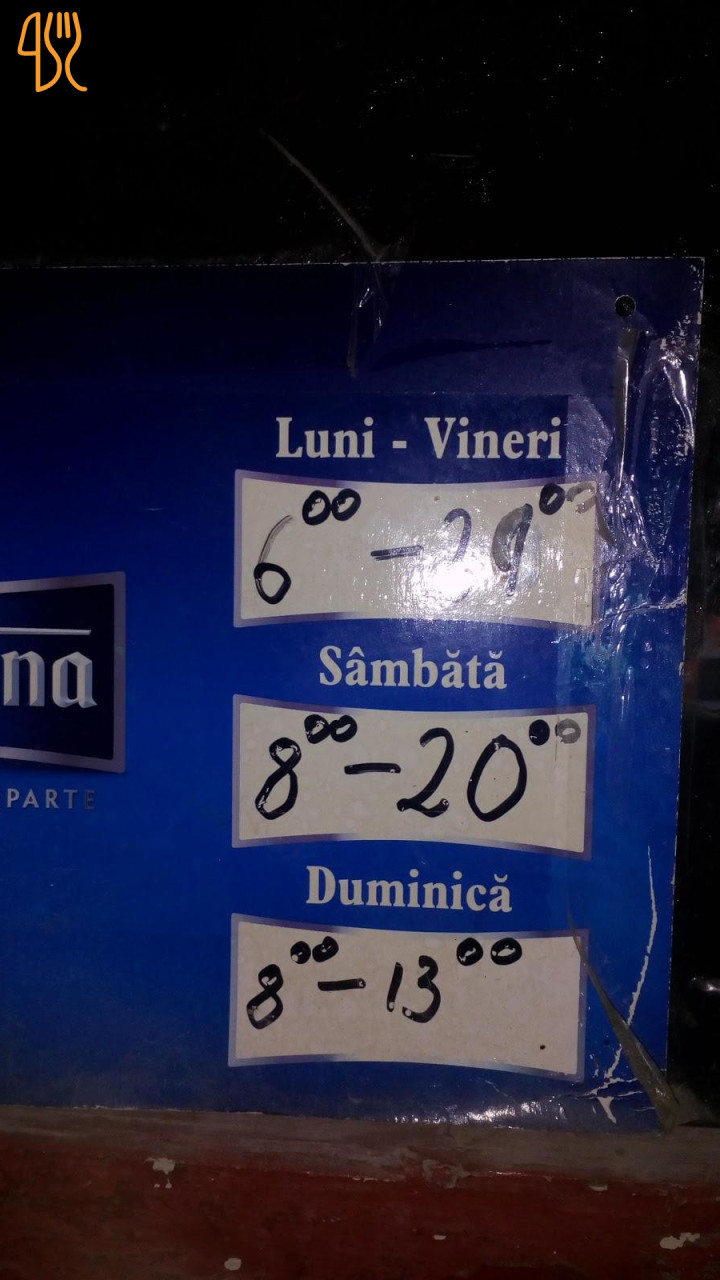 Luni - Vineri
6⁰⁰ -
Sâmbătă
8⁰⁰ - 20⁰⁰
na
PARTE
Duminică
8⁰⁰ - 13⁰⁰